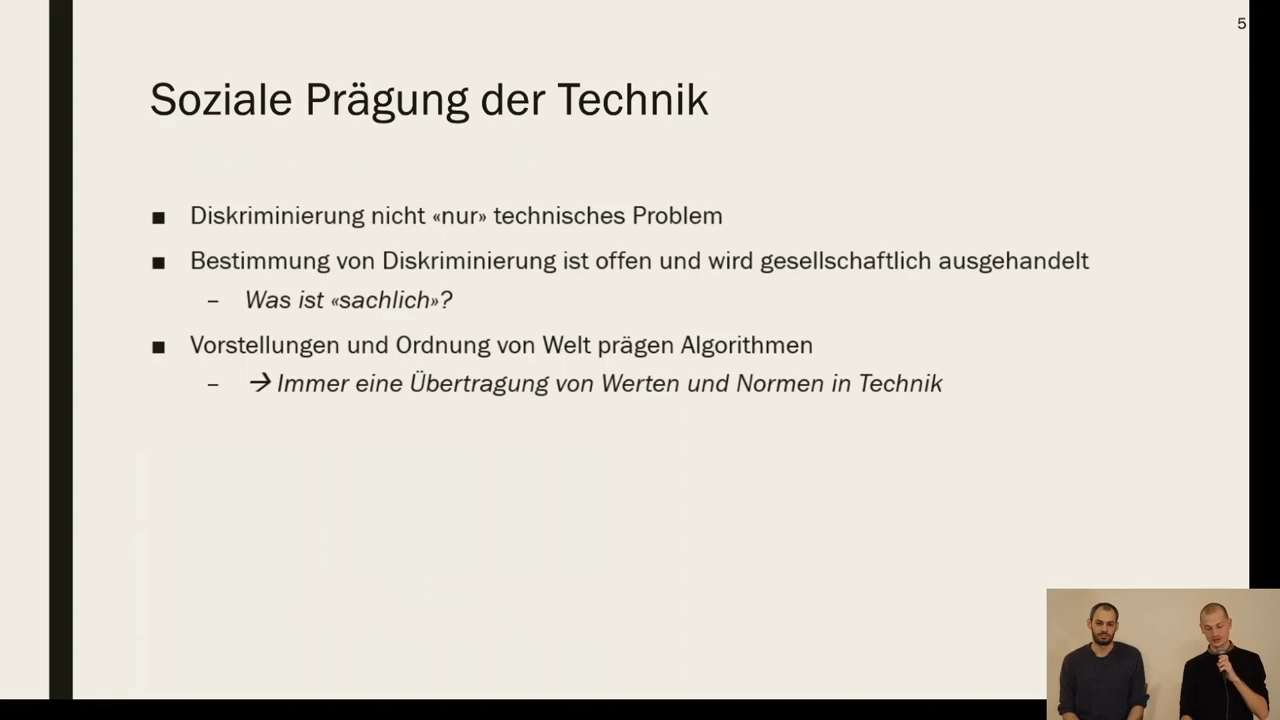 5
Soziale Prägung der Technik
■ Diskriminierung nicht «nur» technisches Problem
■ Bestimmung von Diskriminierung ist offen und wird gesellschaftlich ausgehandelt
– Was ist «sachlich»?
■ Vorstellungen und Ordnung von Welt prägen Algorithmen
– → Immer eine Übertragung von Werten und Normen in Technik